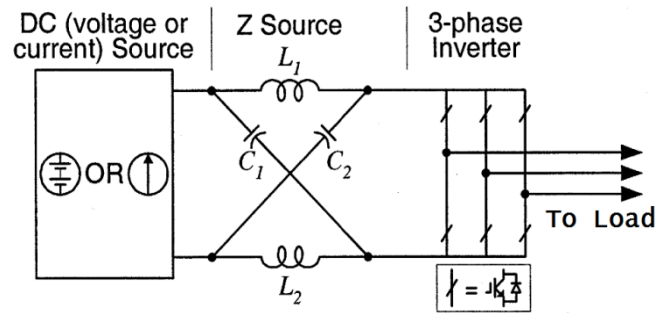 DC (voltage or
current) Source
Z Source
3-phase
Inverter
L1
C1
C2
OR
To Load
L2
=